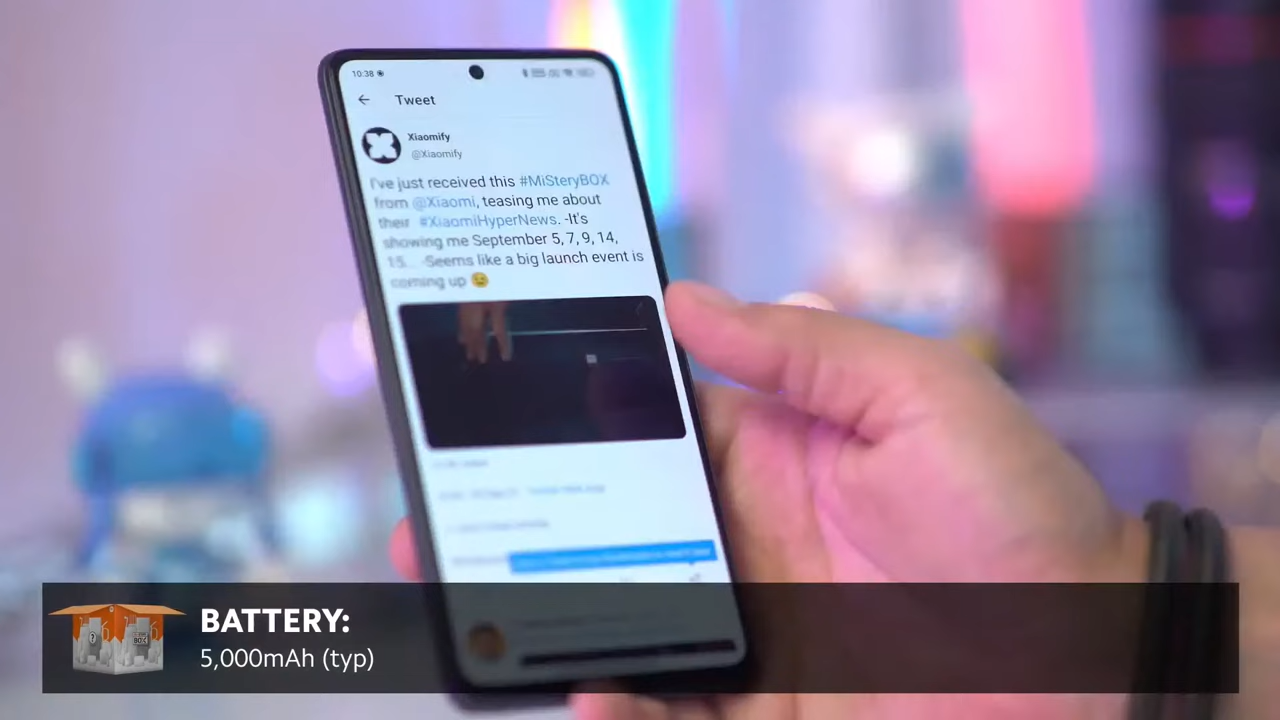 10:38
Tweet
Xiaomify
@Xiaomify
I've just received this #MiSteryBOX
from @Xiaomi, teasing me about
their #XiaomiHyperNews. -It's
showing me September 5, 7, 9, 14,
15... -Seems like a big launch event is
coming up 😉
BATTERY:
5,000mAh (typ)